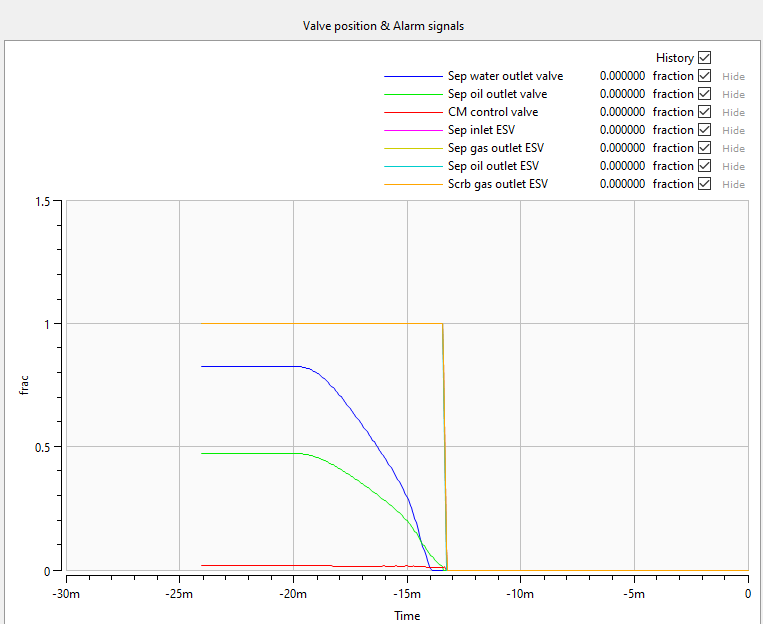 Valve position & Alarm signals
History
Sep water outlet valve 0.000000 fraction Hide
Sep oil outlet valve 0.000000 fraction Hide
CM control valve 0.000000 fraction Hide
Sep inlet ESV 0.000000 fraction Hide
Sep gas outlet ESV 0.000000 fraction Hide
Sep oil outlet ESV 0.000000 fraction Hide
Scrb gas outlet ESV 0.000000 fraction Hide
1.5
1
frac
0.5
0
-30m -25m -20m -15m -10m -5m 0
Time